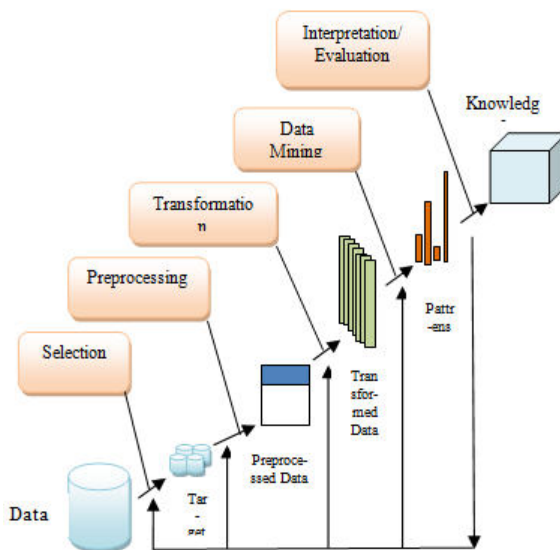 Interpretation/
Evaluation
Knowledg
-
Data
Mining
Transformatio
n
Preprocessing
Pattr
-ens
Selection
Tran
sfor-
med Data
Preproce-
ssed Data
Data
Tar
-
get